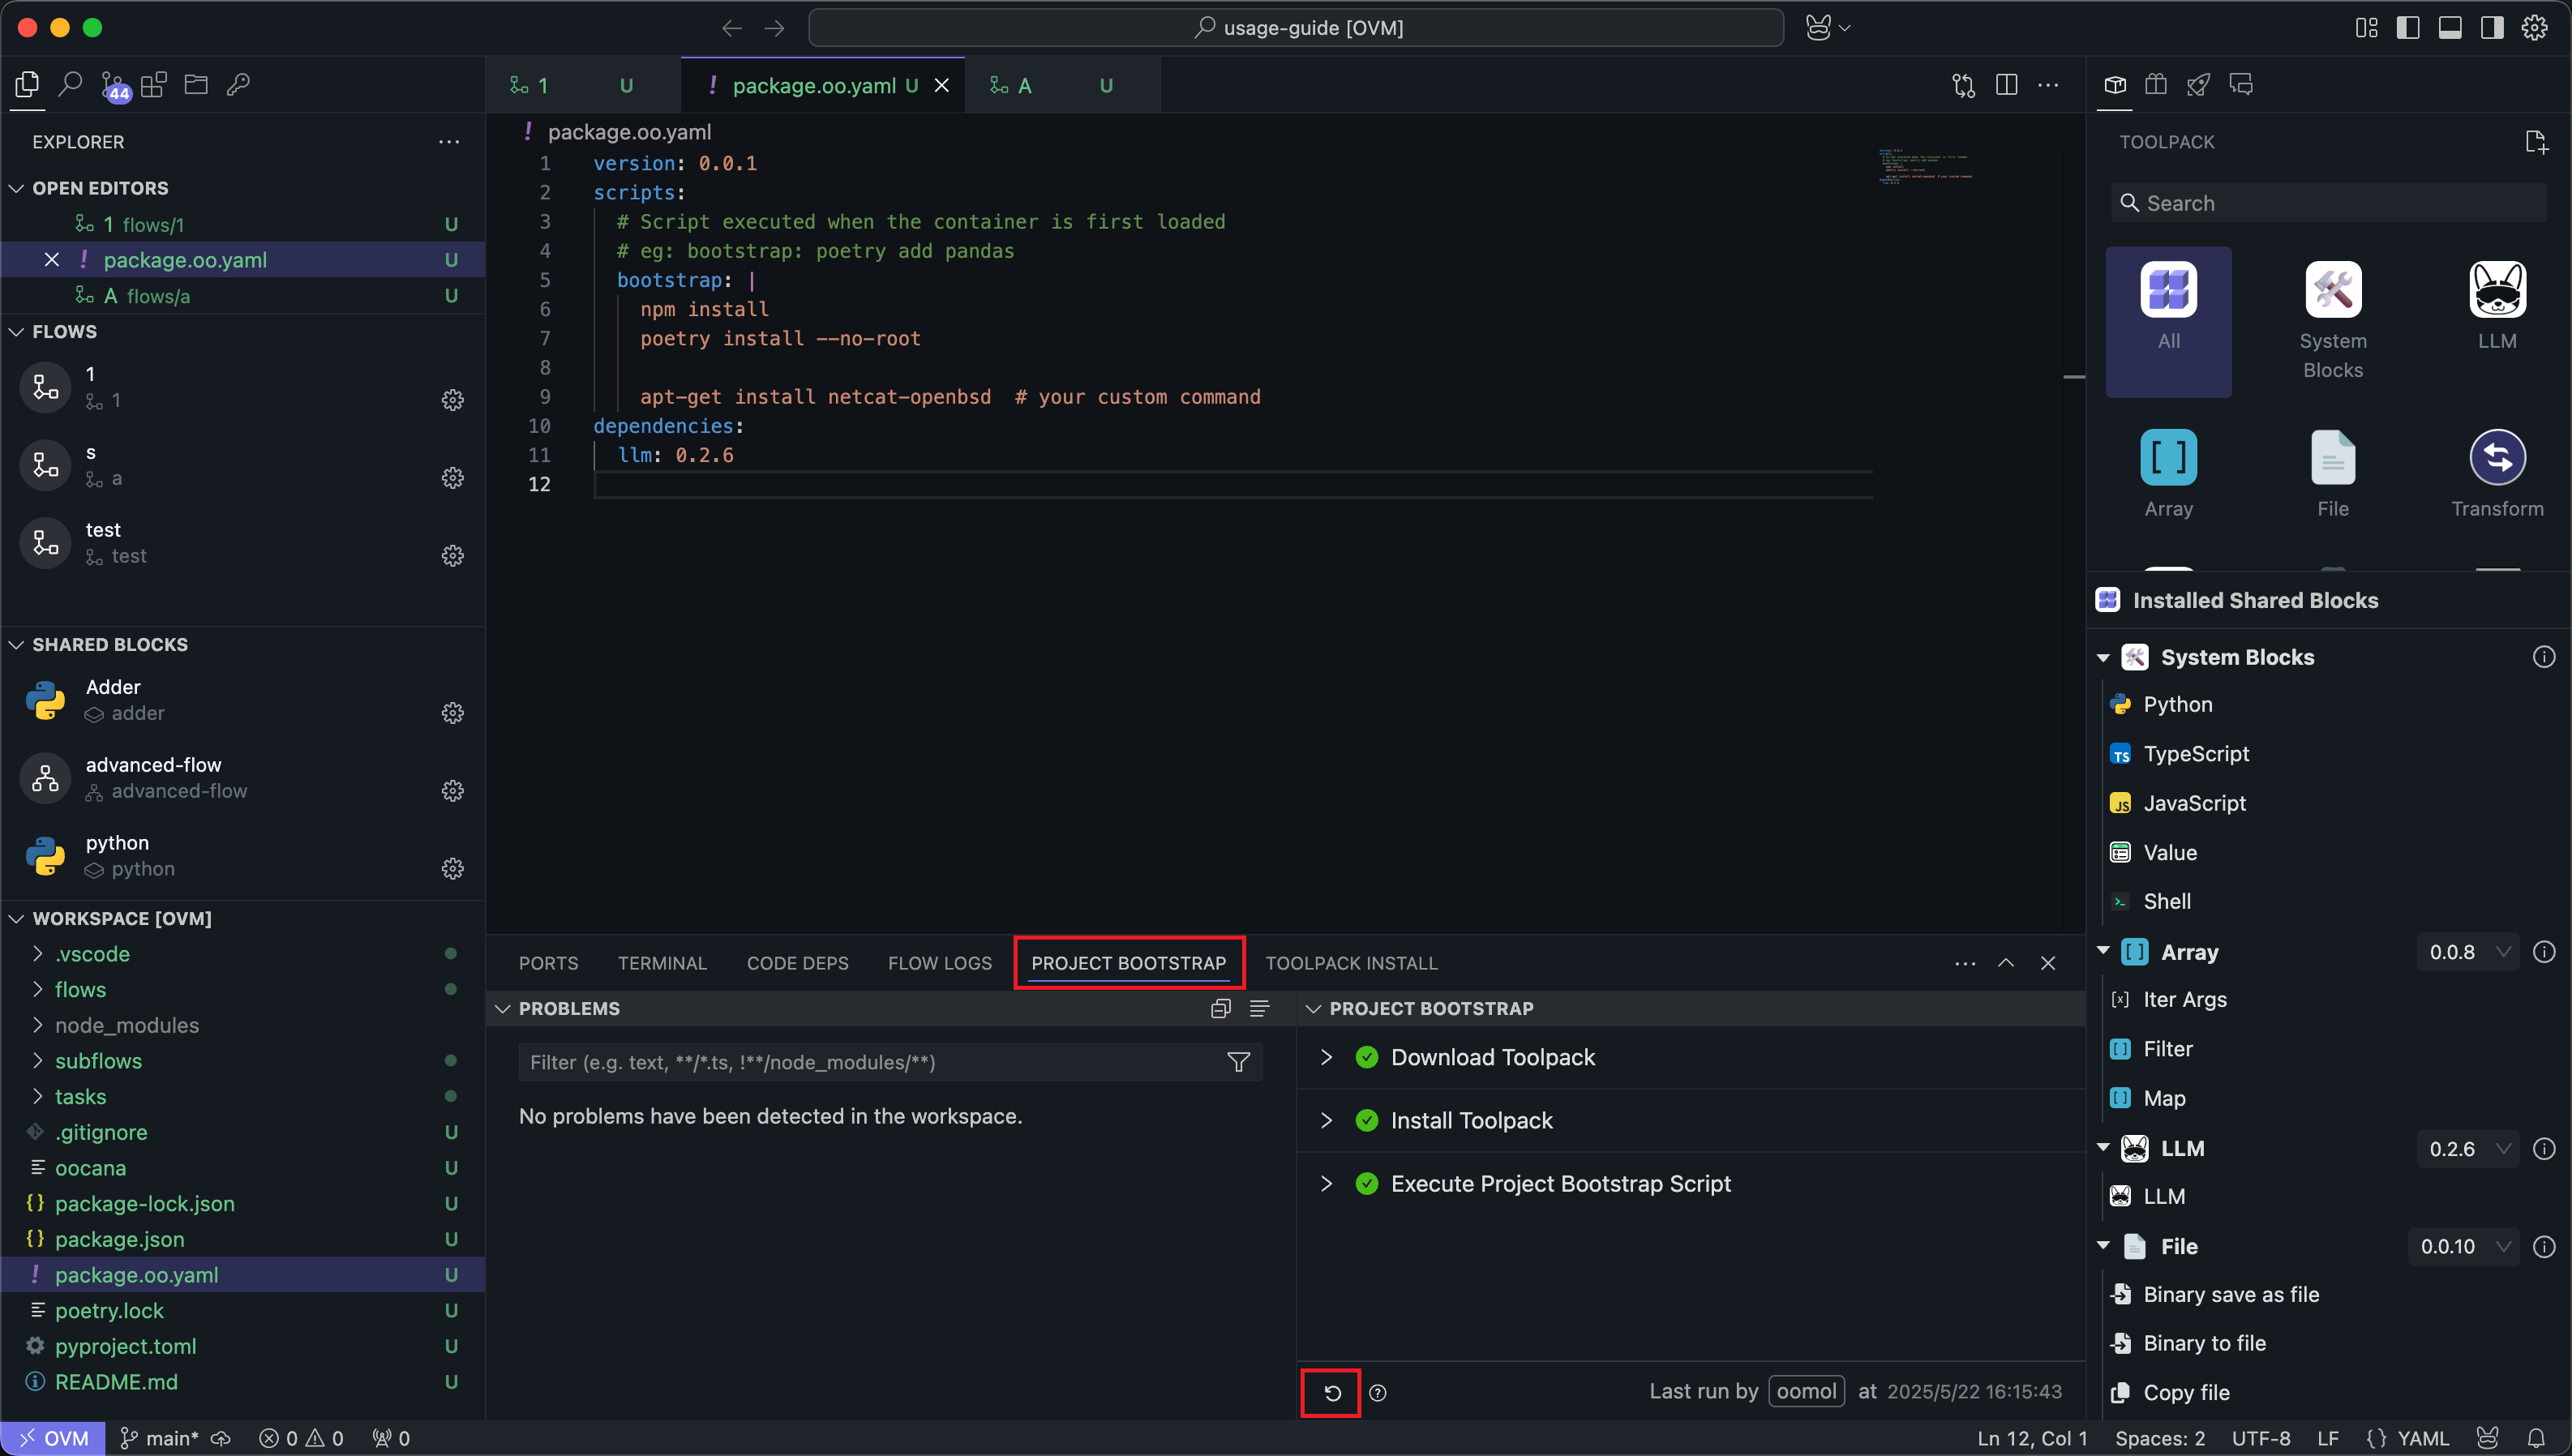 usage-guide [OVM]
44
1 U
! package.oo.yaml U
A U
EXPLORER
OPEN EDITORS
1 flows/1 U
! package.oo.yaml U
A flows/a U
FLOWS
1
1
s
a
test
test
SHARED BLOCKS
Adder
adder
advanced-flow
advanced-flow
python
python
WORKSPACE [OVM]
.vscode
flows
node_modules
subflows
tasks
.gitignore U
oocana U
{} package-lock.json U
{} package.json U
! package.oo.yaml U
poetry.lock U
pyproject.toml U
README.md U
! package.oo.yaml
1 version: 0.0.1
2 scripts:
3 # Script executed when the container is first loaded
4 # eg: bootstrap: poetry add pandas
5 bootstrap: |
6 npm install
7 poetry install --no-root
8
9 apt-get install netcat-openbsd # your custom command
10 dependencies:
11 llm: 0.2.6
12
PORTS TERMINAL CODE DEPS FLOW LOGS PROJECT BOOTSTRAP TOOLPACK INSTALL
PROBLEMS
Filter (e.g. text, **/*.ts, !**/node_modules/**)
No problems have been detected in the workspace.
PROJECT BOOTSTRAP
Download Toolpack
Install Toolpack
Execute Project Bootstrap Script
Last run by oomol at 2025/5/22 16:15:43
TOOLPACK
Search
All
System
Blocks
LLM
Array
File
Transform
Installed Shared Blocks
System Blocks
Python
TS TypeScript
JS JavaScript
Value
Shell
[] Array 0.0.8
[x] Iter Args
[] Filter
[] Map
LLM 0.2.6
LLM
File 0.0.10
Binary save as file
Binary to file
Copy file
OVM main* 0 0 0
Ln 12, Col 1 Spaces: 2 UTF-8 LF {} YAML